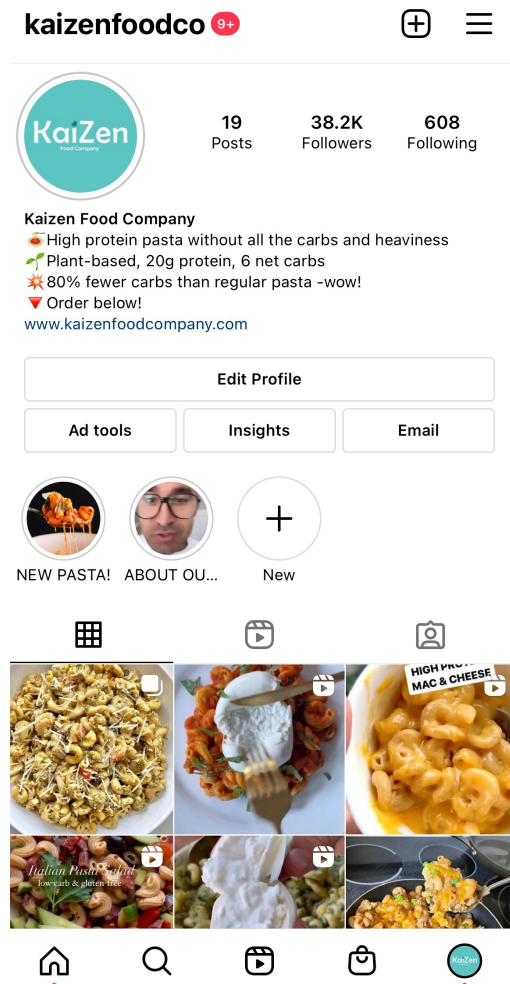 kaizenfoodco 9+
KaiZen
Food Company
19 38.2K 608
Posts Followers Following
Kaizen Food Company
🍝High protein pasta without all the carbs and heaviness
🌱Plant-based, 20g protein, 6 net carbs
💥80% fewer carbs than regular pasta -wow!
🔻Order below!
www.kaizenfoodcompany.com
Edit Profile
Ad tools Insights Email
NEW PASTA! ABOUT OU... New
HIGH PROTEIN
MAC & CHEESE
Italian Pasta Salad
low carb & gluten free
KaiZen